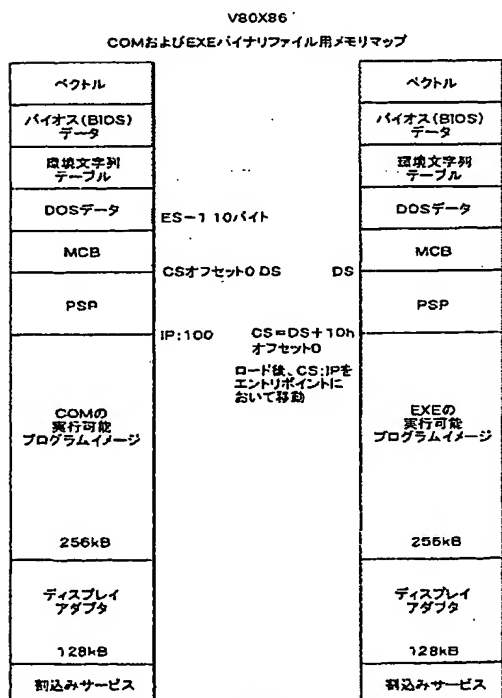 V80X86
COMおよびEXEバイナリファイル用メモリマップ
ベクトル
バイオス(BIOS)
データ
環境文字列
テーブル
DOSデータ
MCB
PSP
COMの
実行可能
プログラムイメージ
256kB
ディスプレイ
アダプタ
128kB
割込みサービス
ES-1 10バイト
CSオフセット0 DS
IP:100
DS
CS=DS+10h
オフセット0
ロード後、CS:IPを
エントリポイントに
おいて移動
ベクトル
バイオス(BIOS)
データ
環境文字列
テーブル
DOSデータ
MCB
PSP
EXEの
実行可能
プログラムイメージ
256kB
ディスプレイ
アダプタ
128kB
割込みサービス